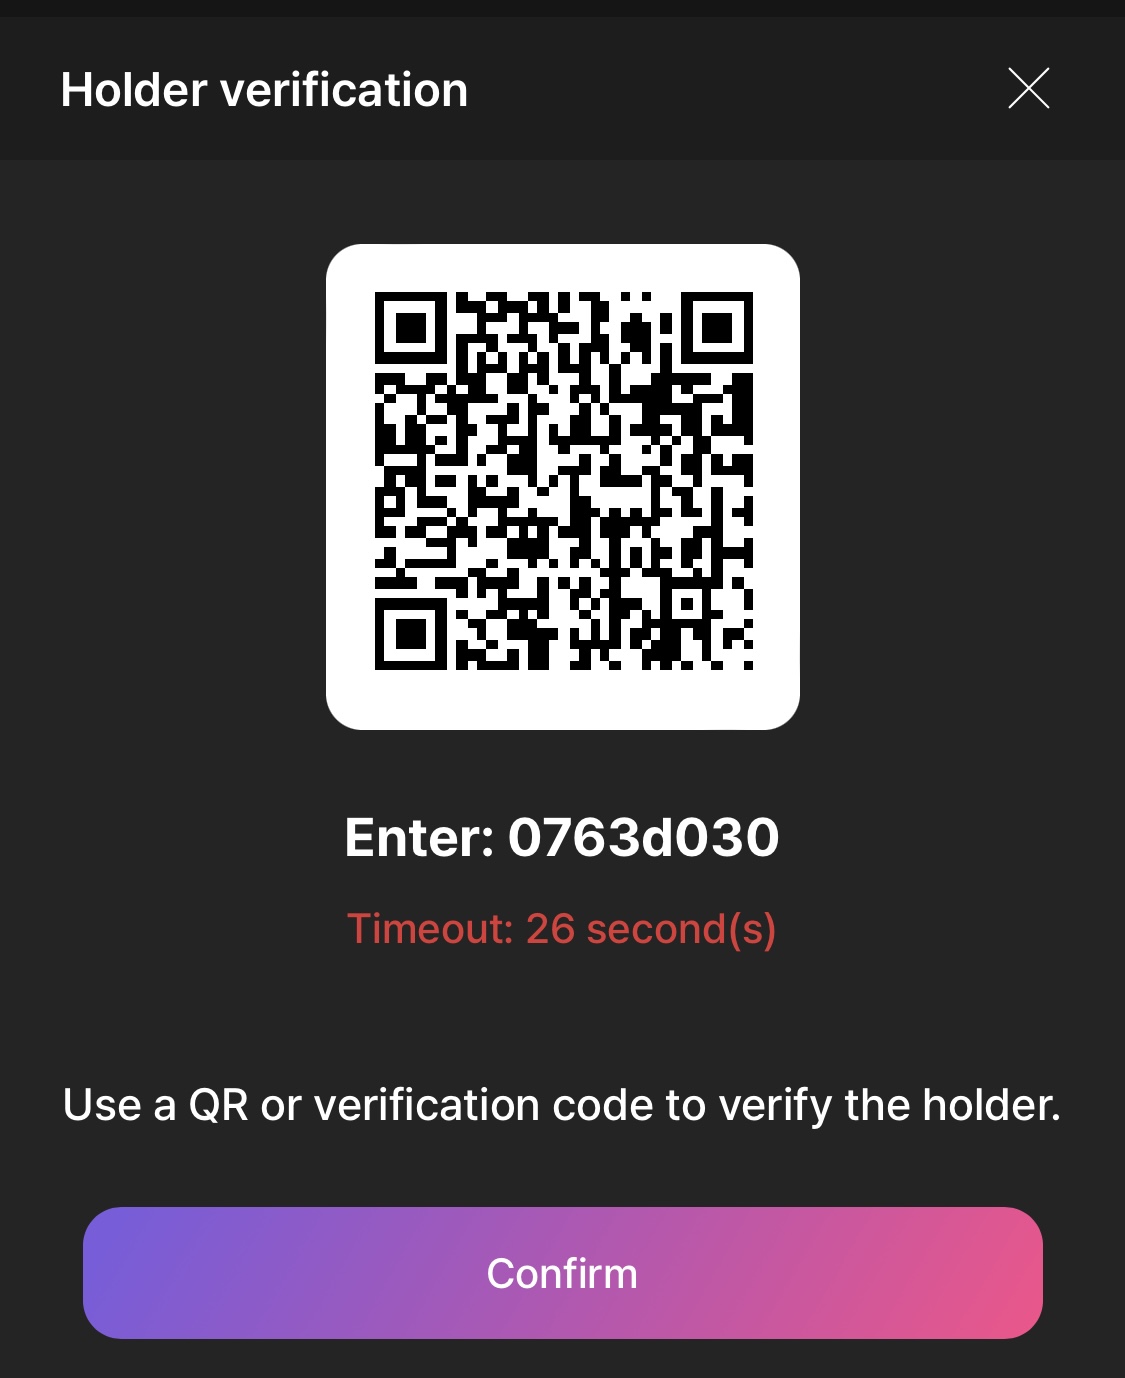 Holder verification
Enter: 0763d030
Timeout: 26 second(s)
Use a QR or verification code to verify the holder.
Confirm